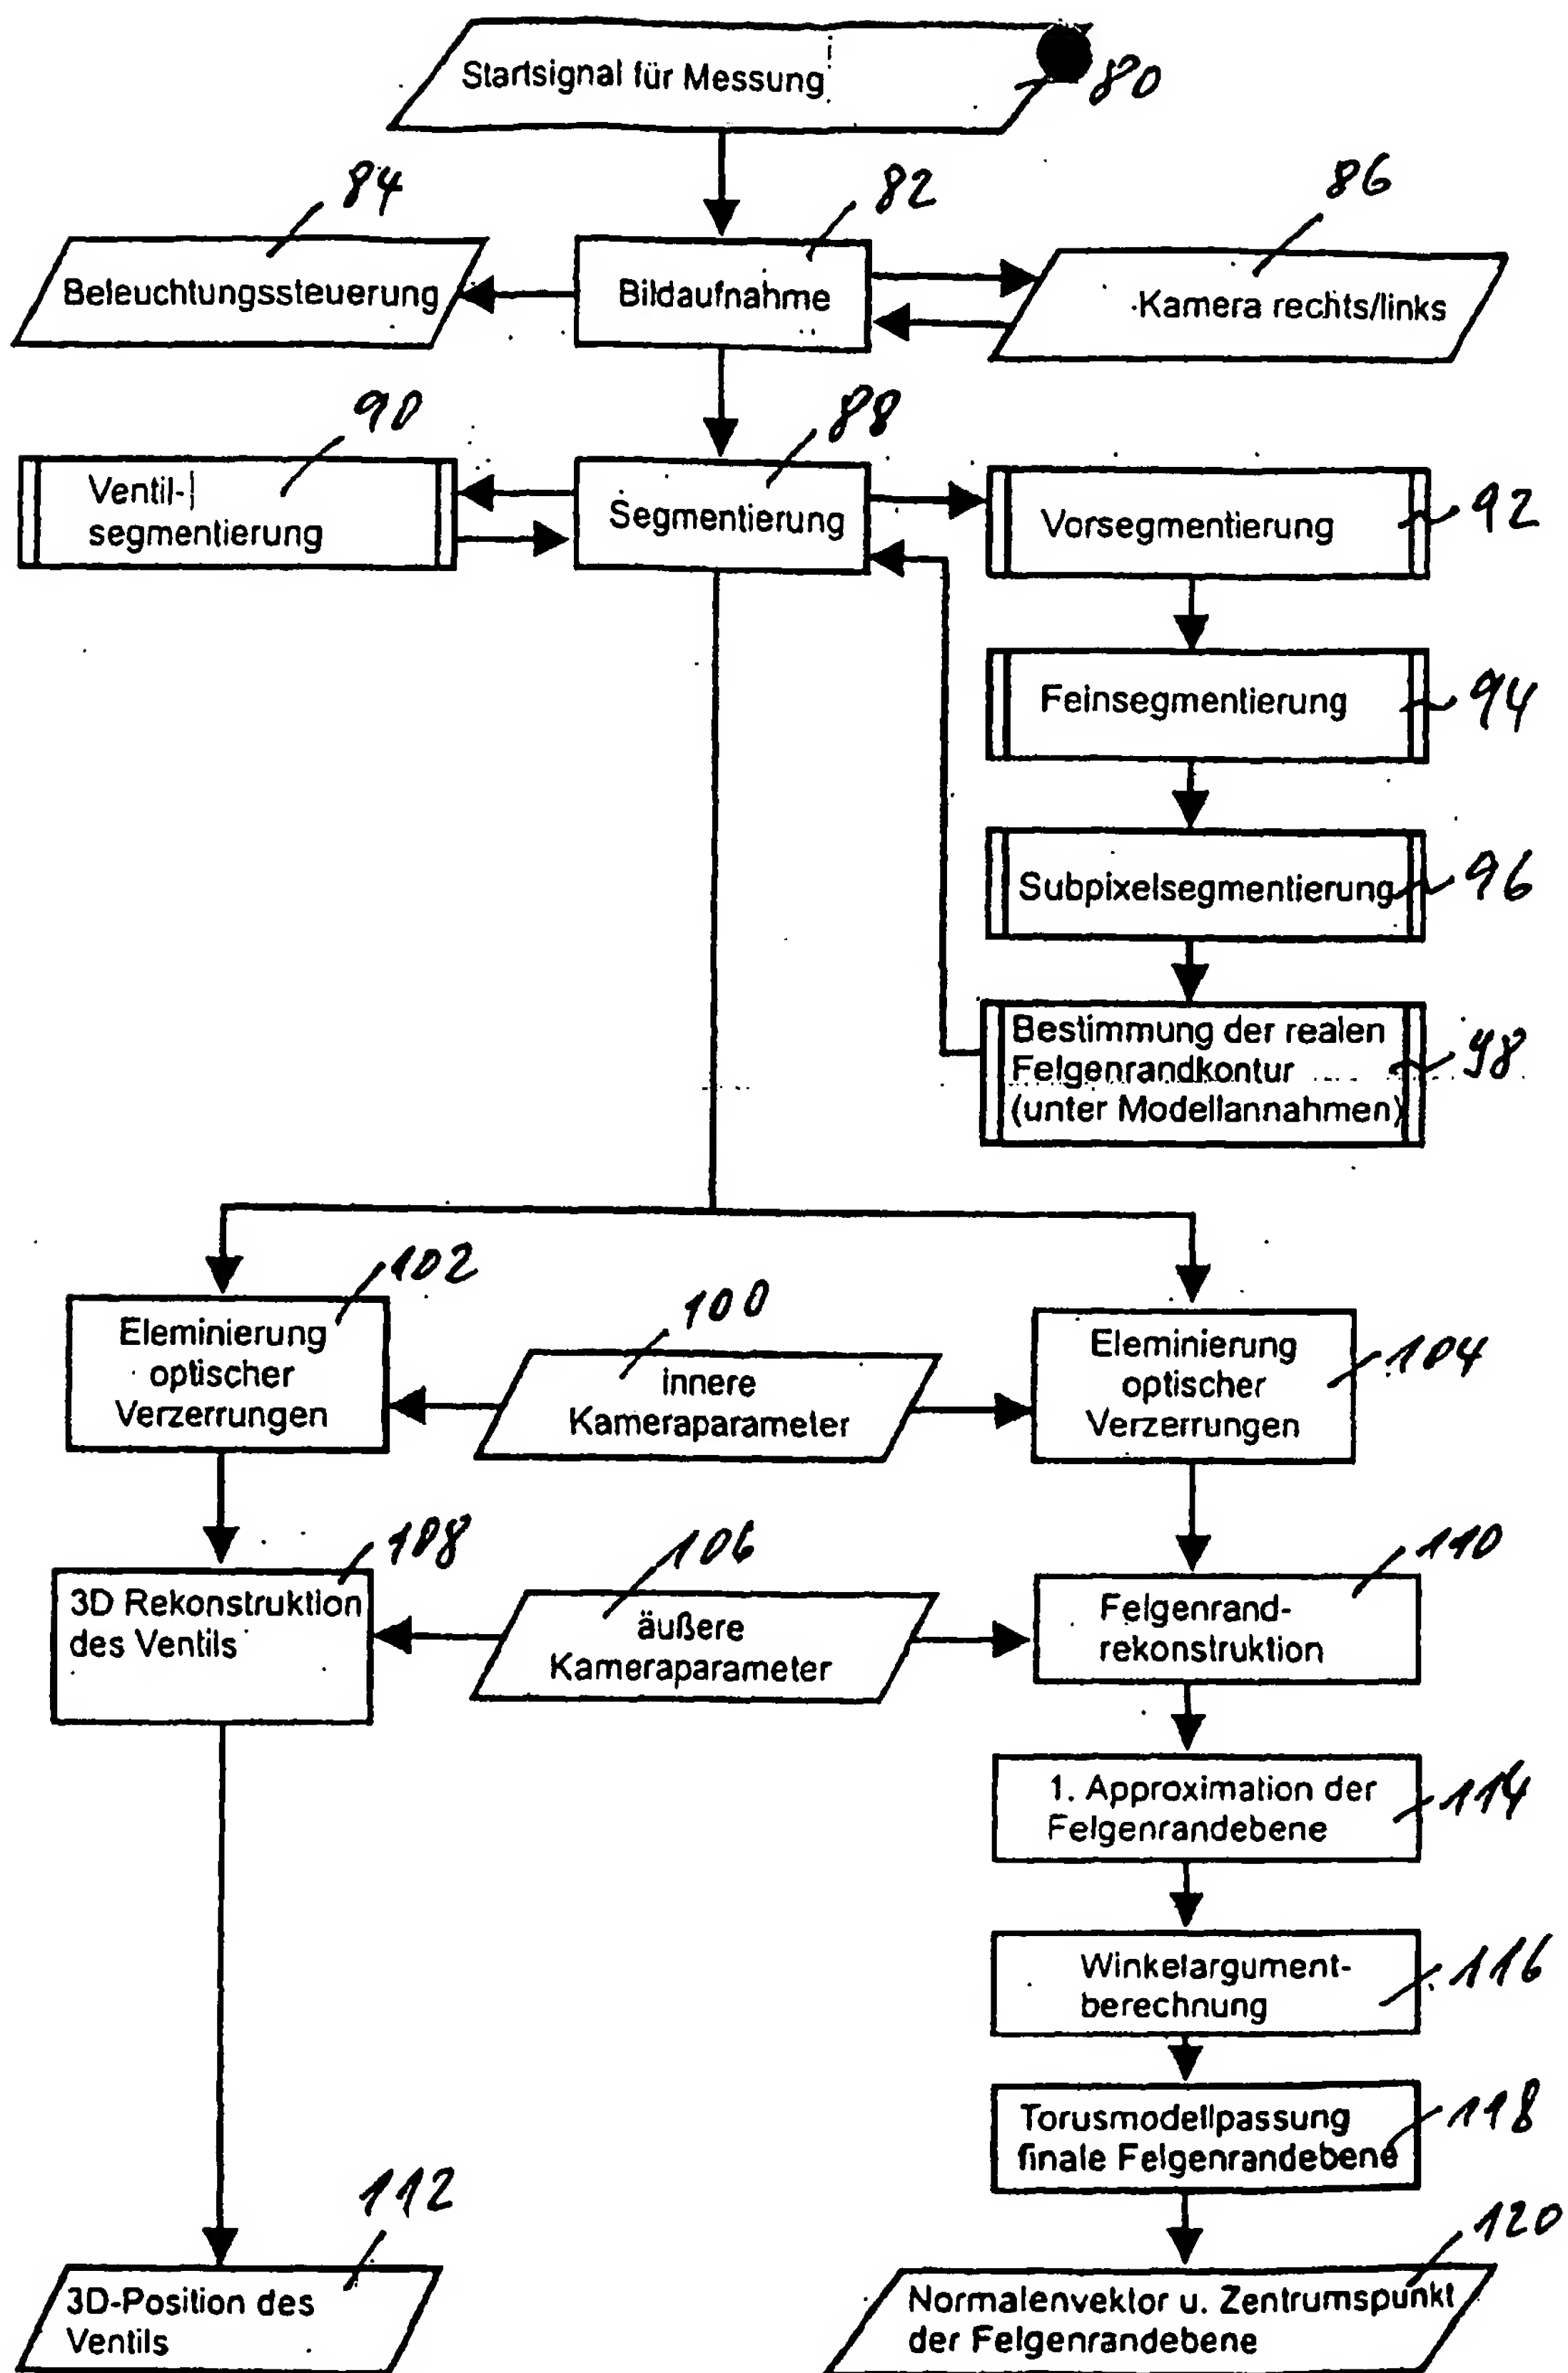 Startsignal für Messung
80
84
82
86
Beleuchtungssteuerung
Bildaufnahme
Kamera rechts/links
90
88
Ventil-
segmentierung
Segmentierung
Vorsegmentierung
92
Feinsegmentierung
94
Subpixelsegmentierung
96
Bestimmung der realen
Felgenrandkontur
(unter Modellannahmen)
98
102
100
Eleminierung
optischer
Verzerrungen
innere
Kameraparameter
Eleminierung
optischer
Verzerrungen
104
108
106
110
3D Rekonstruktion
des Ventils
äußere
Kameraparameter
Felgenrand-
rekonstruktion
1. Approximation der
Felgenrandebene
114
Winkelargument-
berechnung
116
Torusmodellpassung
finale Felgenrandebene
118
112
120
3D-Position des
Ventils
Normalenvektor u. Zentrumspunkt
der Felgenrandebene